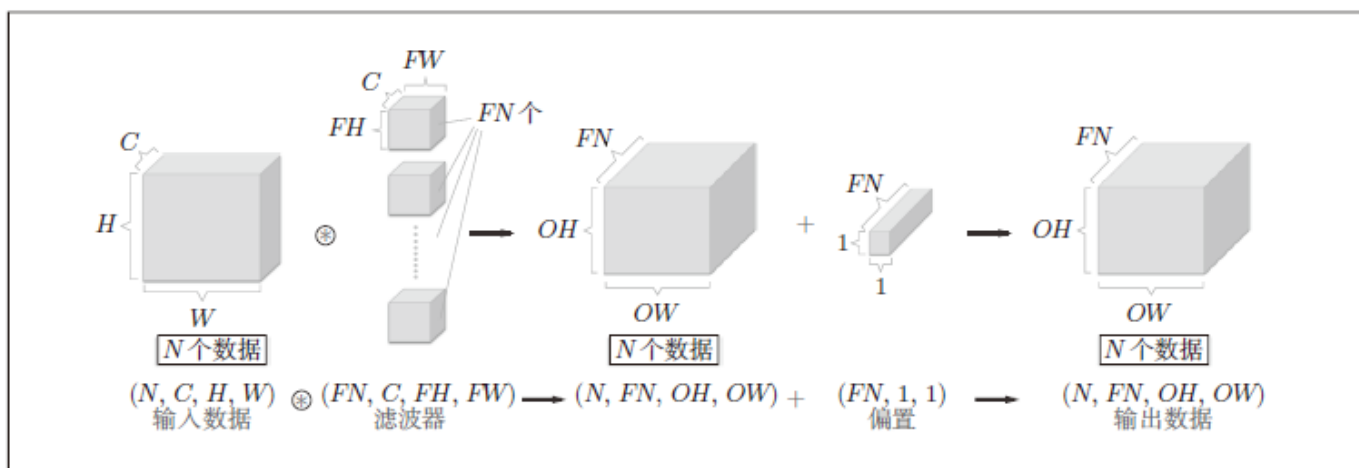 FW
C
FN个
FH
C
FN
FN
FN
H
⊛
OH
+
1
OH
1
W
OW
OW
N个数据
N个数据
N个数据
(N, C, H, W) ⊛ (FN, C, FH, FW) → (N, FN, OH, OW) + (FN, 1, 1) → (N, FN, OH, OW)
输入数据 滤波器 偏置 输出数据